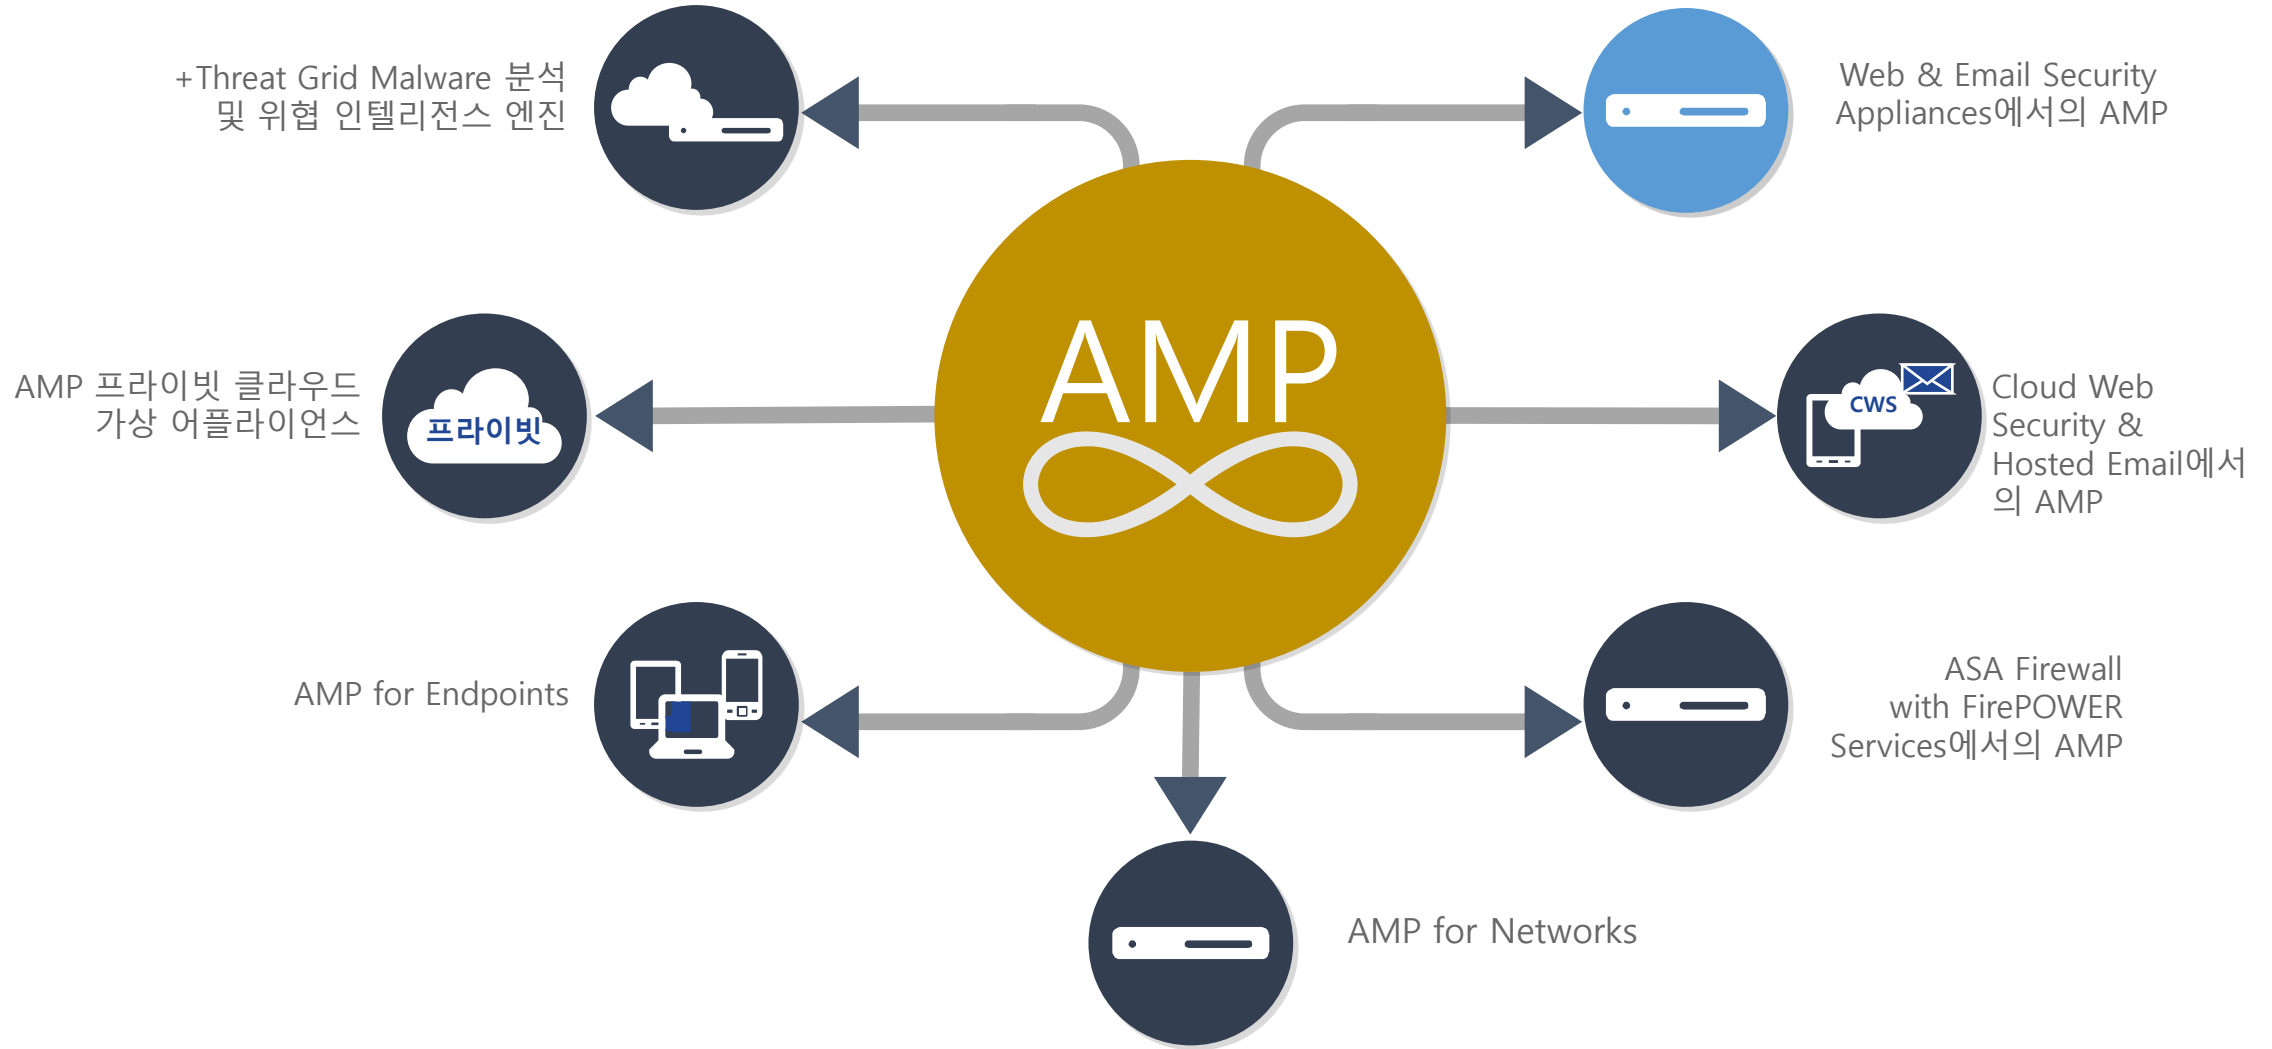 +Threat Grid Malware 분석
및 위협 인텔리전스 엔진
Web & Email Security
Appliances에서의 AMP
AMP
AMP 프라이빗 클라우드
가상 어플라이언스
프라이빗
CWS
Cloud Web
Security &
Hosted Email에서
의 AMP
AMP for Endpoints
ASA Firewall
with FirePOWER
Services에서의 AMP
AMP for Networks